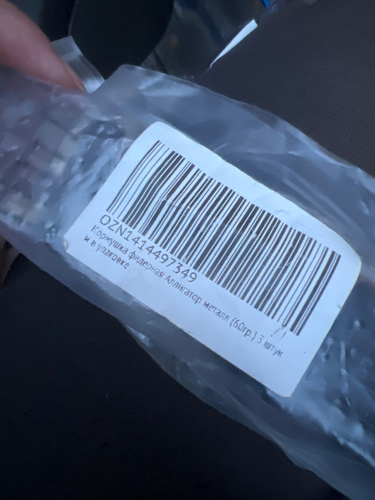 OZN1414497349
Кормушка фидерная Аллигатор металл (60гр.) 3 штук
и в упаковке